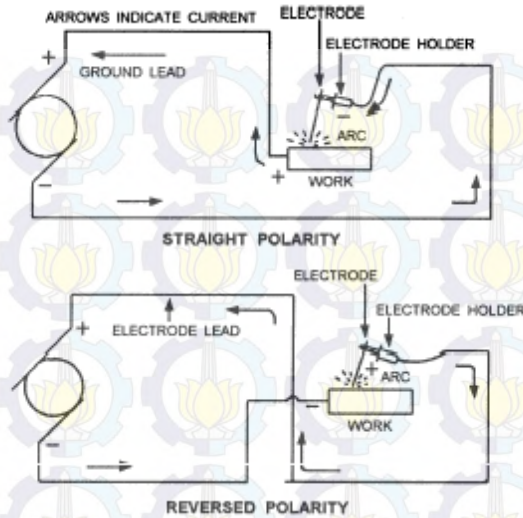 ARROWS INDICATE CURRENT
ELECTRODE
ELECTRODE HOLDER
+
GROUND LEAD
−
ARC
+
WORK
−
STRAIGHT POLARITY
ELECTRODE
ELECTRODE HOLDER
+
ELECTRODE LEAD
+
ARC
−
WORK
−
REVERSED POLARITY